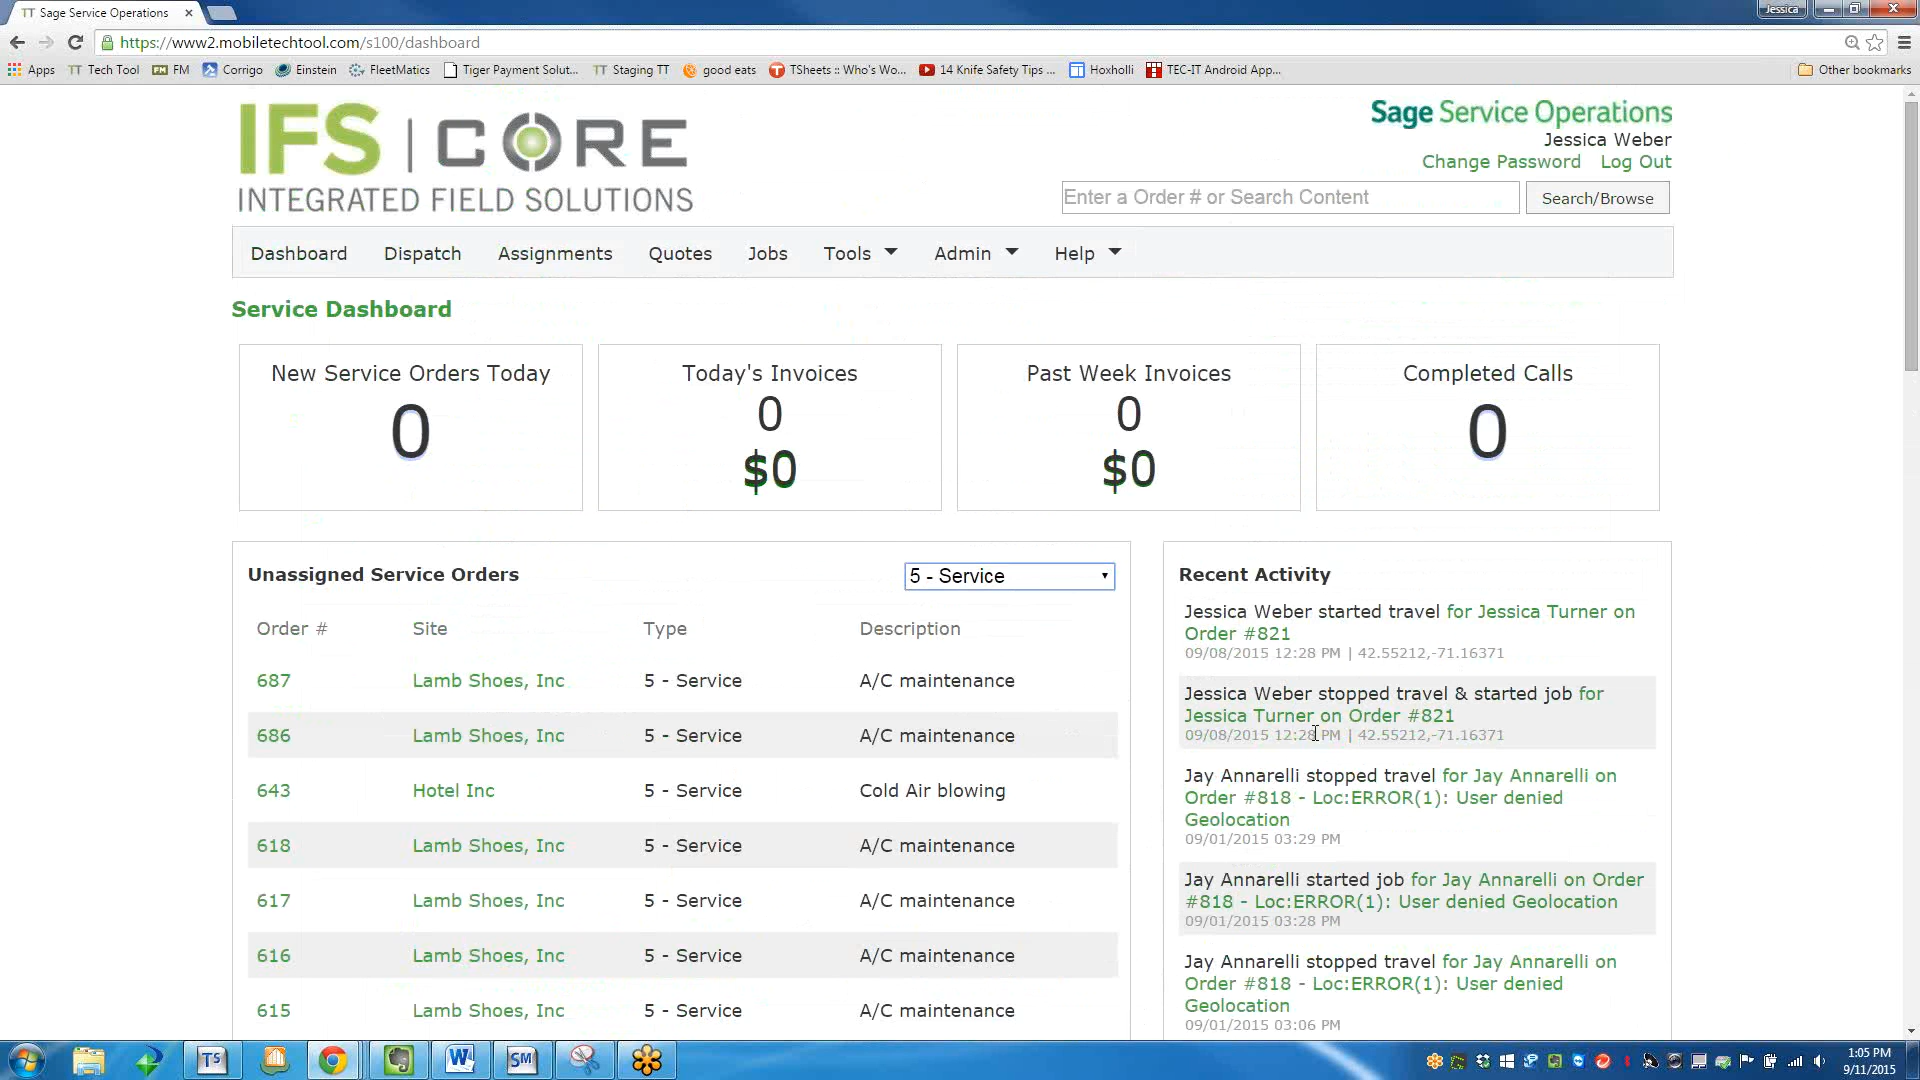 TT Sage Service Operations
Jessica
https://www2.mobiletechtool.com/s100/dashboard
Apps TT Tech Tool FM FM Corrigo Einstein FleetMatics Tiger Payment Solut... TT Staging TT good eats TSheets :: Who's Wo... 14 Knife Safety Tips ... Hoxholli TEC-IT Android App... Other bookmarks
IFS | CORE
INTEGRATED FIELD SOLUTIONS
Sage Service Operations
Jessica Weber
Change Password Log Out
Enter a Order # or Search Content Search/Browse
Dashboard Dispatch Assignments Quotes Jobs Tools Admin Help
Service Dashboard
New Service Orders Today
0
Today's Invoices
0
$0
Past Week Invoices
0
$0
Completed Calls
0
Unassigned Service Orders 5 - Service
Order # Site Type Description
687 Lamb Shoes, Inc 5 - Service A/C maintenance
686 Lamb Shoes, Inc 5 - Service A/C maintenance
643 Hotel Inc 5 - Service Cold Air blowing
618 Lamb Shoes, Inc 5 - Service A/C maintenance
617 Lamb Shoes, Inc 5 - Service A/C maintenance
616 Lamb Shoes, Inc 5 - Service A/C maintenance
615 Lamb Shoes, Inc 5 - Service A/C maintenance
Recent Activity
Jessica Weber started travel for Jessica Turner on
Order #821
09/08/2015 12:28 PM | 42.55212,-71.16371
Jessica Weber stopped travel & started job for
Jessica Turner on Order #821
09/08/2015 12:28 PM | 42.55212,-71.16371
Jay Annarelli stopped travel for Jay Annarelli on
Order #818 - Loc:ERROR(1): User denied
Geolocation
09/01/2015 03:29 PM
Jay Annarelli started job for Jay Annarelli on Order
#818 - Loc:ERROR(1): User denied Geolocation
09/01/2015 03:28 PM
Jay Annarelli stopped travel for Jay Annarelli on
Order #818 - Loc:ERROR(1): User denied
Geolocation
09/01/2015 03:06 PM
TS W SM
1:05 PM
9/11/2015